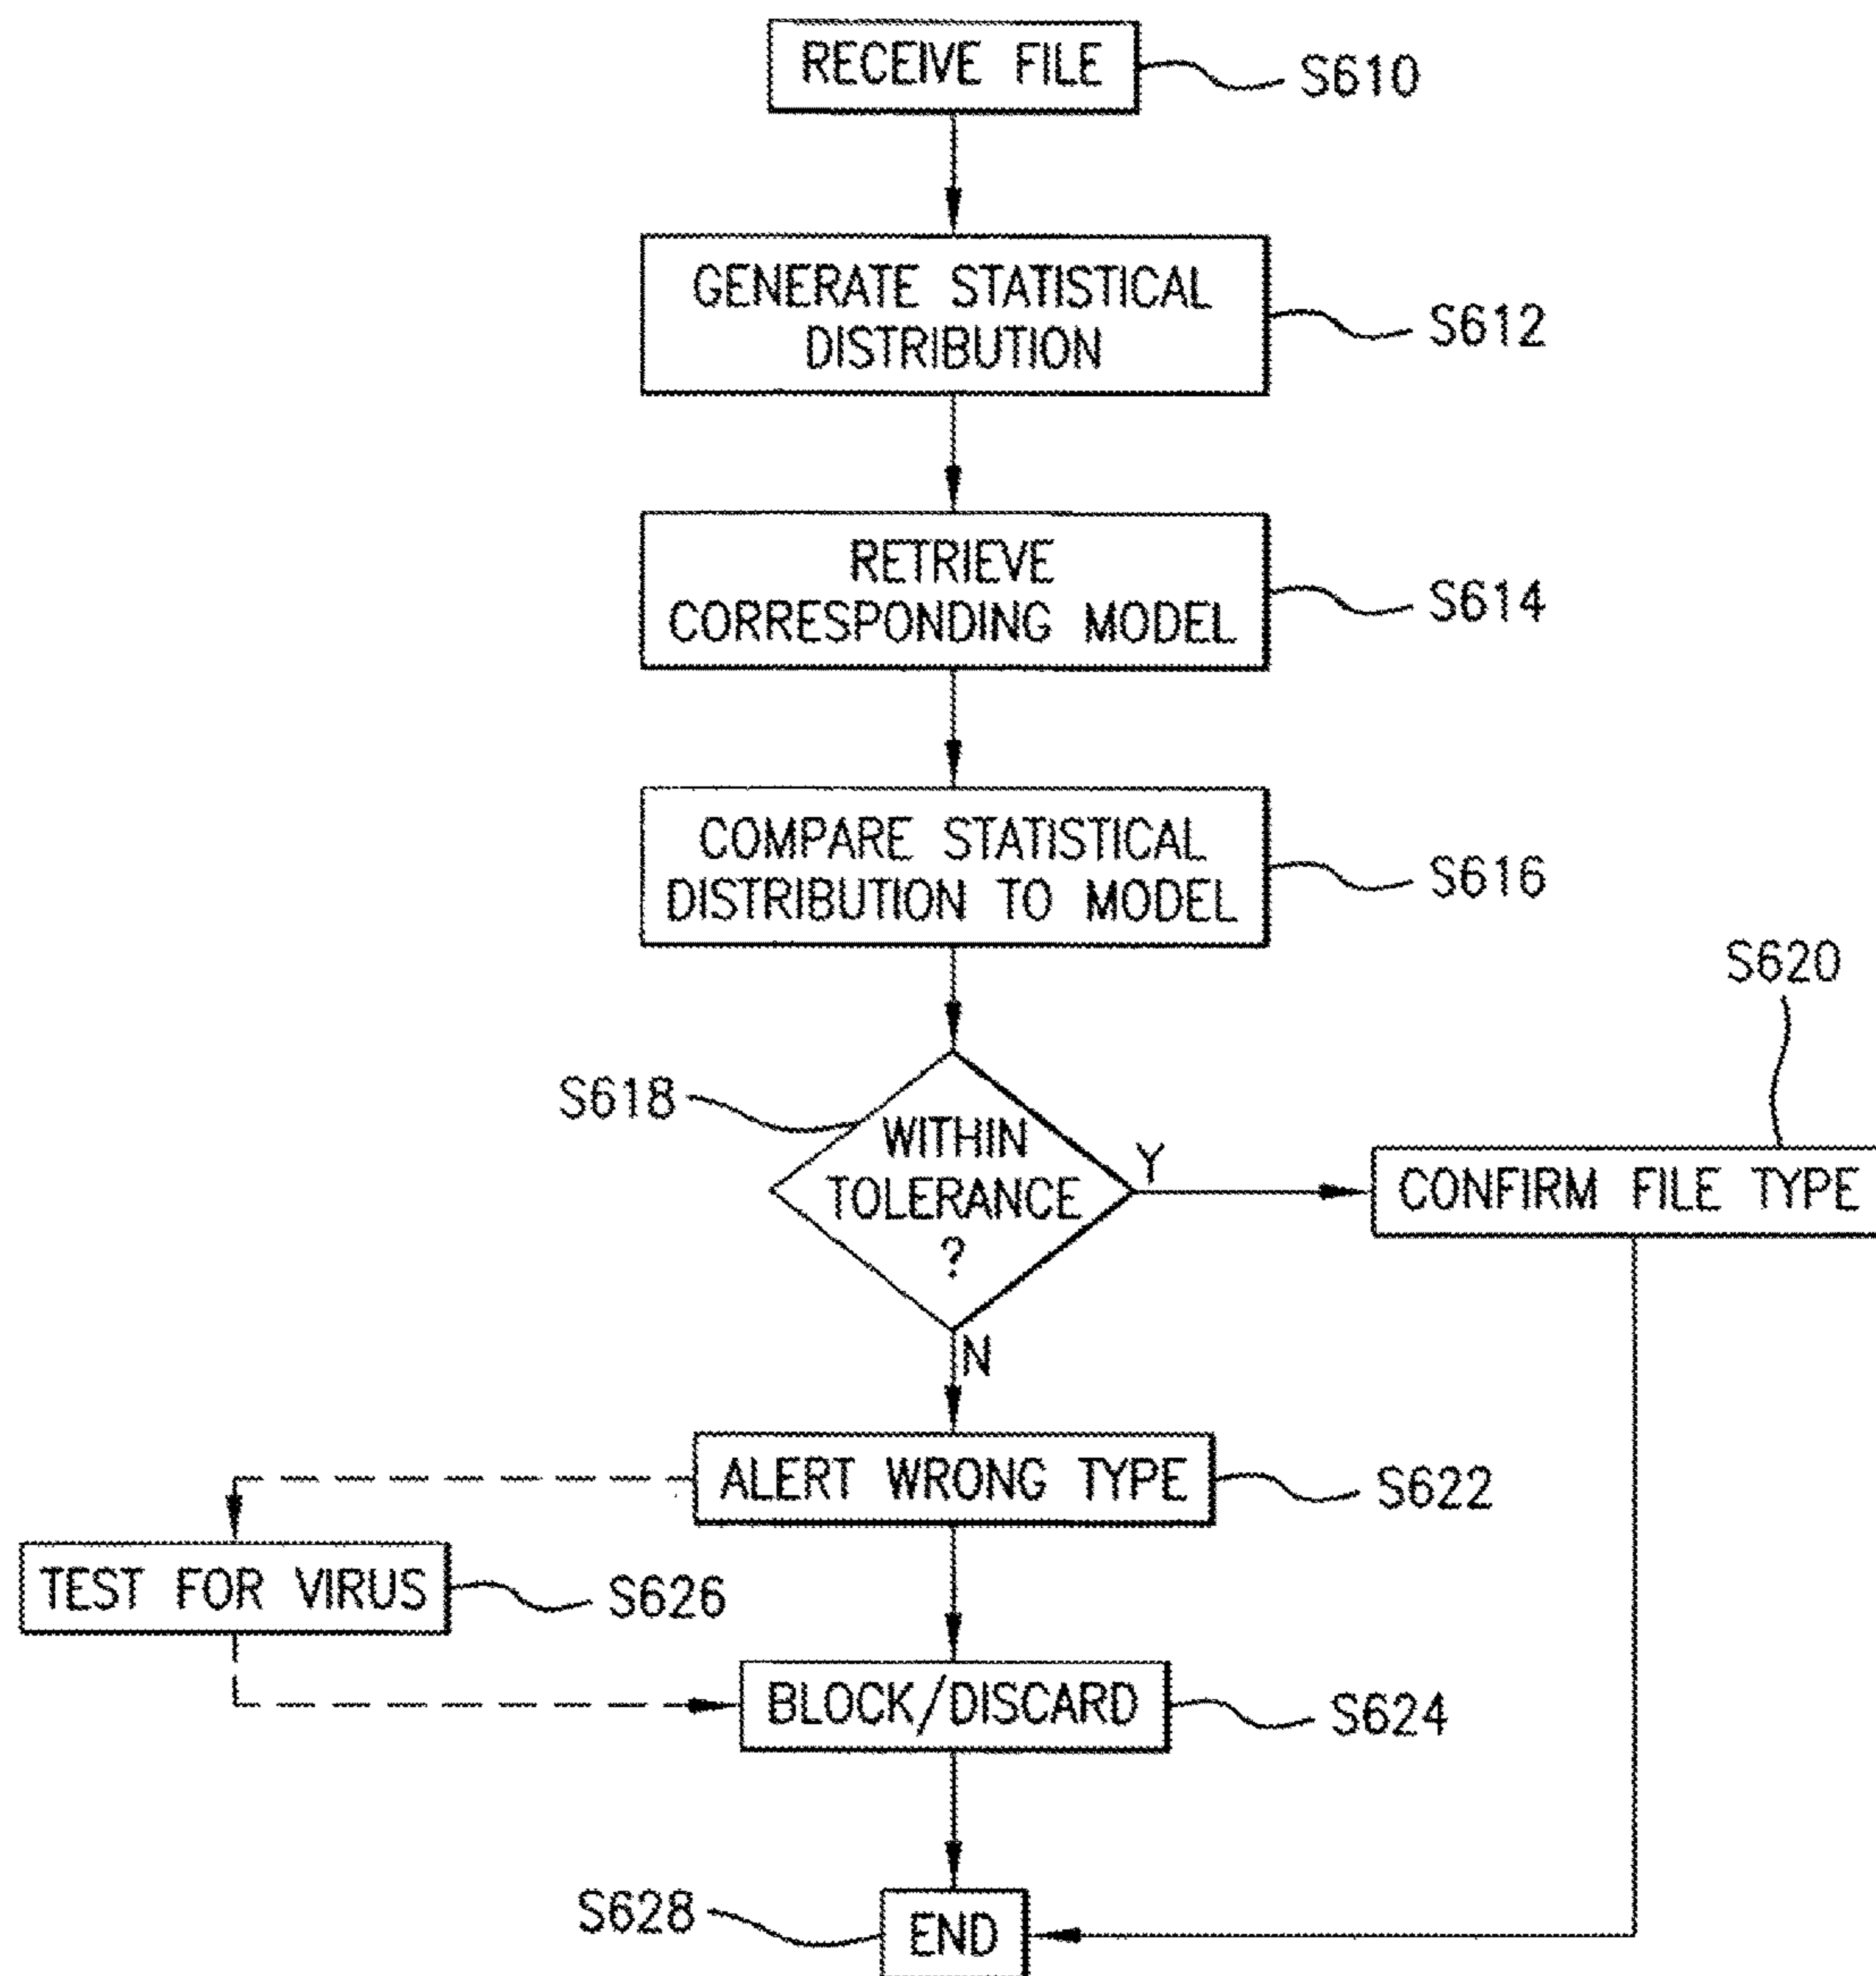 RECEIVE FILE
S610
GENERATE STATISTICAL
DISTRIBUTION
S612
RETRIEVE
CORRESPONDING MODEL
S614
COMPARE STATISTICAL
DISTRIBUTION TO MODEL
S616
S618
WITHIN
TOLERANCE
?
Y
N
S620
CONFIRM FILE TYPE
ALERT WRONG TYPE
S622
TEST FOR VIRUS
S626
BLOCK/DISCARD
S624
S628
END